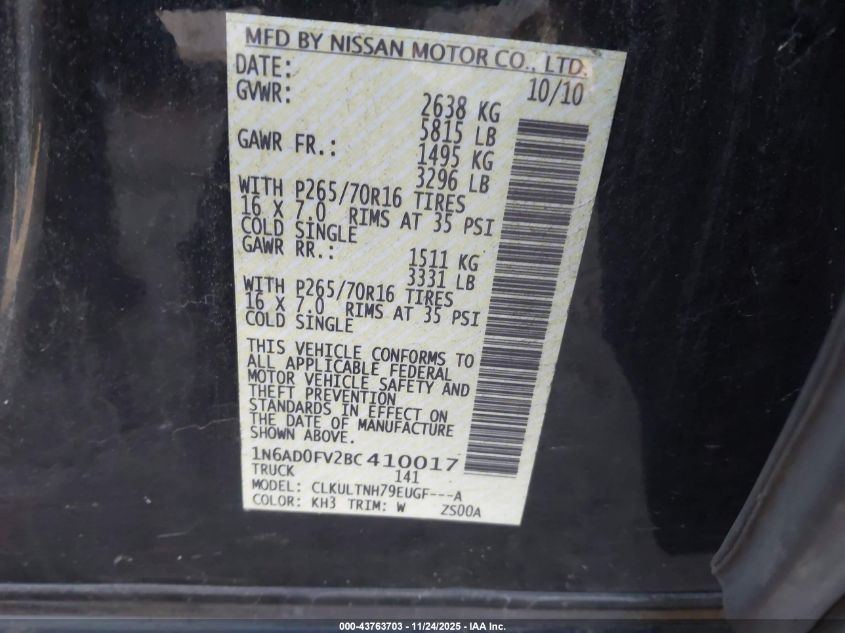 MFD BY NISSAN MOTOR CO., LTD.
DATE: 10/10
GVWR: 2638 KG
5815 LB
GAWR FR.: 1495 KG
3296 LB
WITH P265/70R16 TIRES
16 X 7.0 RIMS AT 35 PSI
COLD SINGLE
GAWR RR.: 1511 KG
3331 LB
WITH P265/70R16 TIRES
16 X 7.0 RIMS AT 35 PSI
COLD SINGLE
THIS VEHICLE CONFORMS TO
ALL APPLICABLE FEDERAL
MOTOR VEHICLE SAFETY AND
THEFT PREVENTION
STANDARDS IN EFFECT ON
THE DATE OF MANUFACTURE
SHOWN ABOVE.
1N6AD0FV2BC410017
TRUCK 141
MODEL: CLKULTNH79EUGF---A
COLOR: KH3 TRIM: W ZS00A
000-43763703 - 11/24/2025 - IAA Inc.